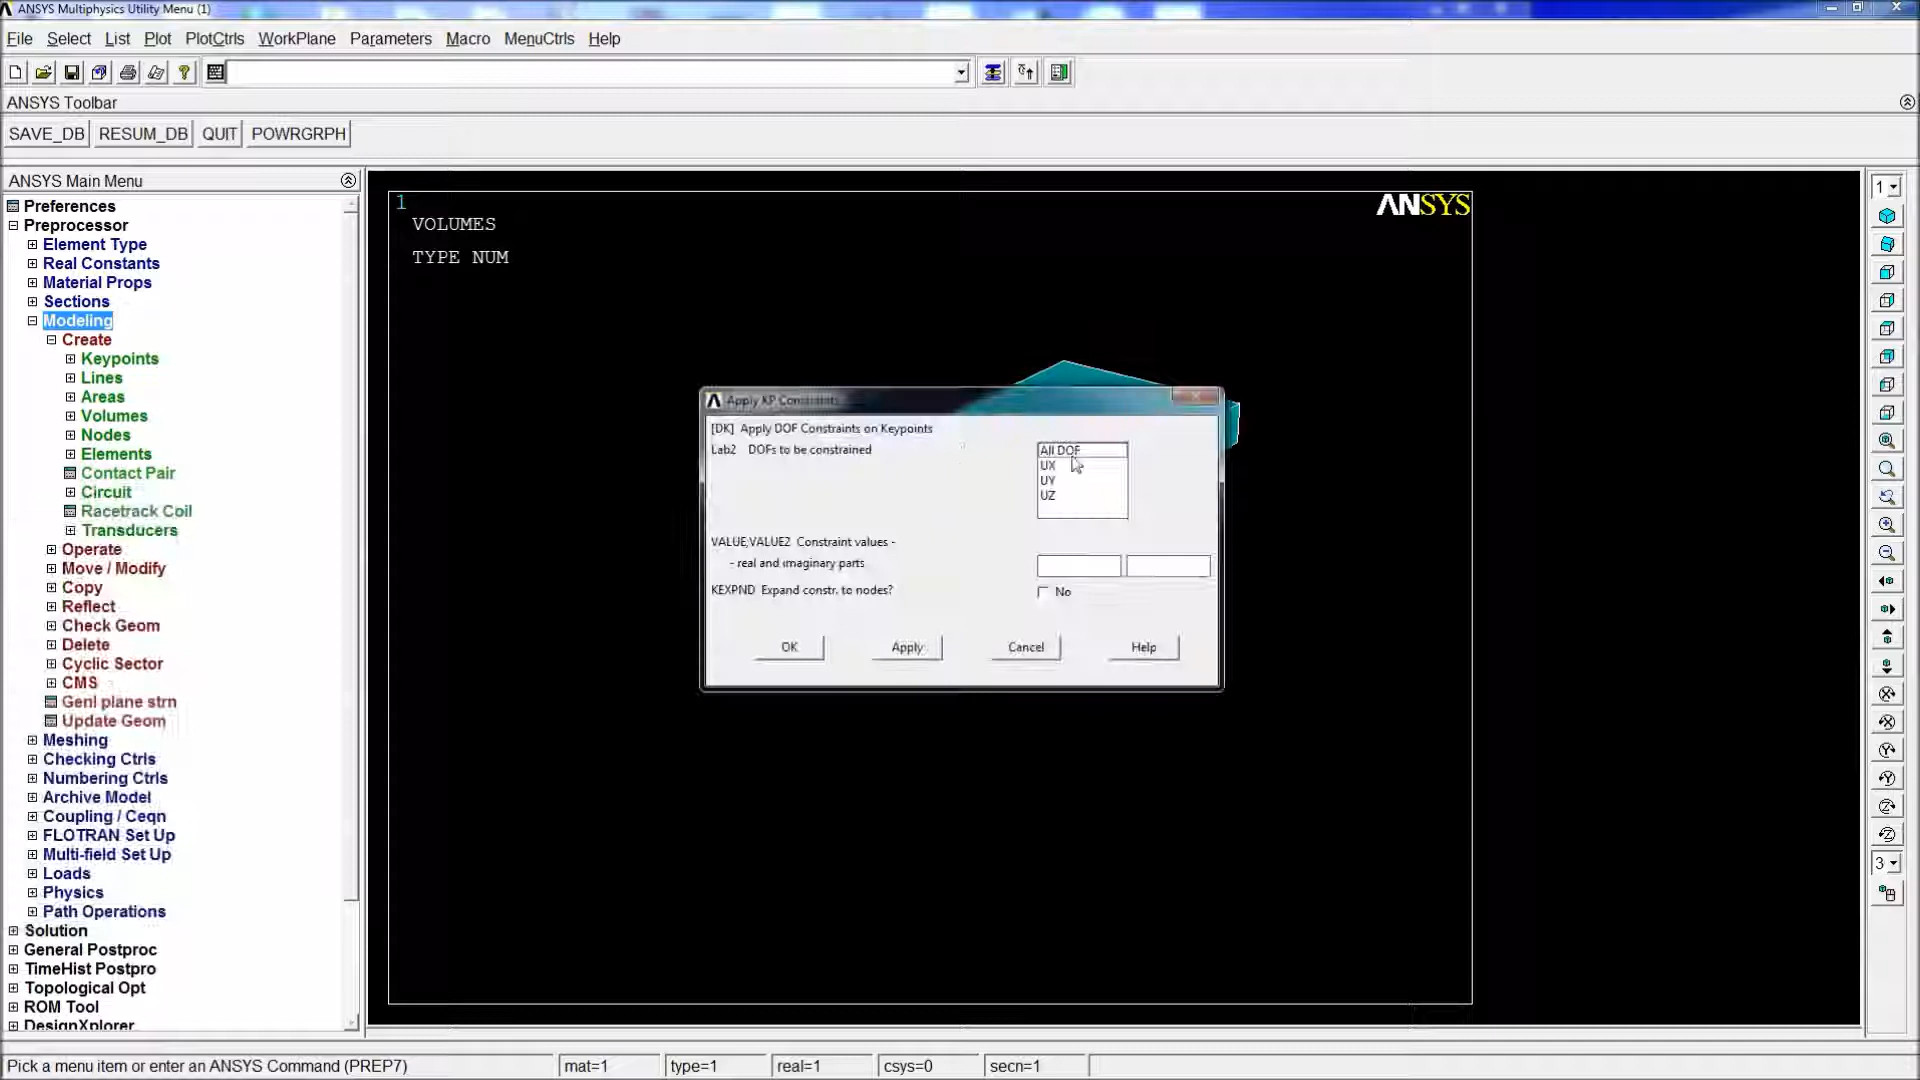 ANSYS Multiphysics Utility Menu (1)
File Select List Plot PlotCtrls WorkPlane Parameters Macro MenuCtrls Help
ANSYS Toolbar
SAVE_DB RESUM_DB QUIT POWRGRPH
ANSYS Main Menu
Preferences
Preprocessor
Element Type
Real Constants
Material Props
Sections
Modeling
Create
Keypoints
Lines
Areas
Volumes
Nodes
Elements
Contact Pair
Circuit
Racetrack Coil
Transducers
Operate
Move / Modify
Copy
Reflect
Check Geom
Delete
Cyclic Sector
CMS
Genl plane strn
Update Geom
Meshing
Checking Ctrls
Numbering Ctrls
Archive Model
Coupling / Ceqn
FLOTRAN Set Up
Multi-field Set Up
Loads
Physics
Path Operations
Solution
General Postproc
TimeHist Postpro
Topological Opt
ROM Tool
DesignXplorer
1
VOLUMES
TYPE NUM
ANSYS
Apply KP Constraints
[DK] Apply DOF Constraints on Keypoints
Lab2 DOFs to be constrained
All DOF
UX
UY
UZ
VALUE,VALUE2 Constraint values -
- real and imaginary parts
KEXPND Expand constr. to nodes?
No
OK Apply Cancel Help
1
3
Pick a menu item or enter an ANSYS Command (PREP7)
mat=1 type=1 real=1 csys=0 secn=1